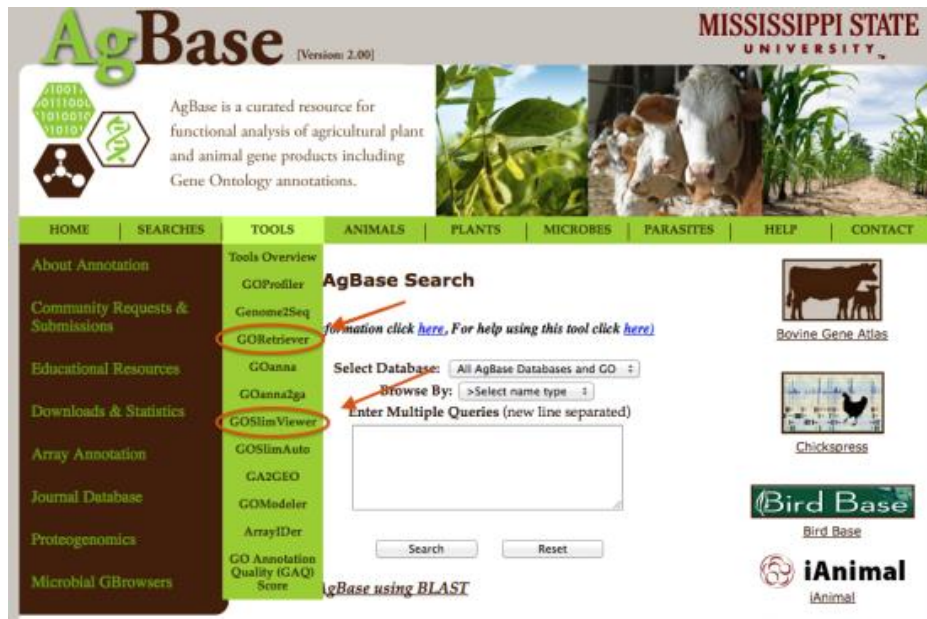 AgBase [Version: 2.00]
MISSISSIPPI STATE
UNIVERSITY™
AgBase is a curated resource for
functional analysis of agricultural plant
and animal gene products including
Gene Ontology annotations.
HOME | SEARCHES | TOOLS | ANIMALS | PLANTS | MICROBES | PARASITES | HELP | CONTACT
About Annotation
Community Requests &
Submissions
Educational Resources
Downloads & Statistics
Array Annotation
Journal Database
Proteogenomics
Microbial GBrowsers
Tools Overview
GOProfiler
Genome2Seq
GORetriever
GOanna
GOanna2ga
GOSlimViewer
GOSlimAuto
GA2GEO
GOModeler
ArrayIDer
GO Annotation
Quality (GAQ)
Score
AgBase Search
formation click here, For help using this tool click here)
Select Database: All AgBase Databases and GO
Browse By: >Select name type
Enter Multiple Queries (new line separated)
Search Reset
AgBase using BLAST
Bovine Gene Atlas
Chickspress
Bird Base
Bird Base
iAnimal
iAnimal